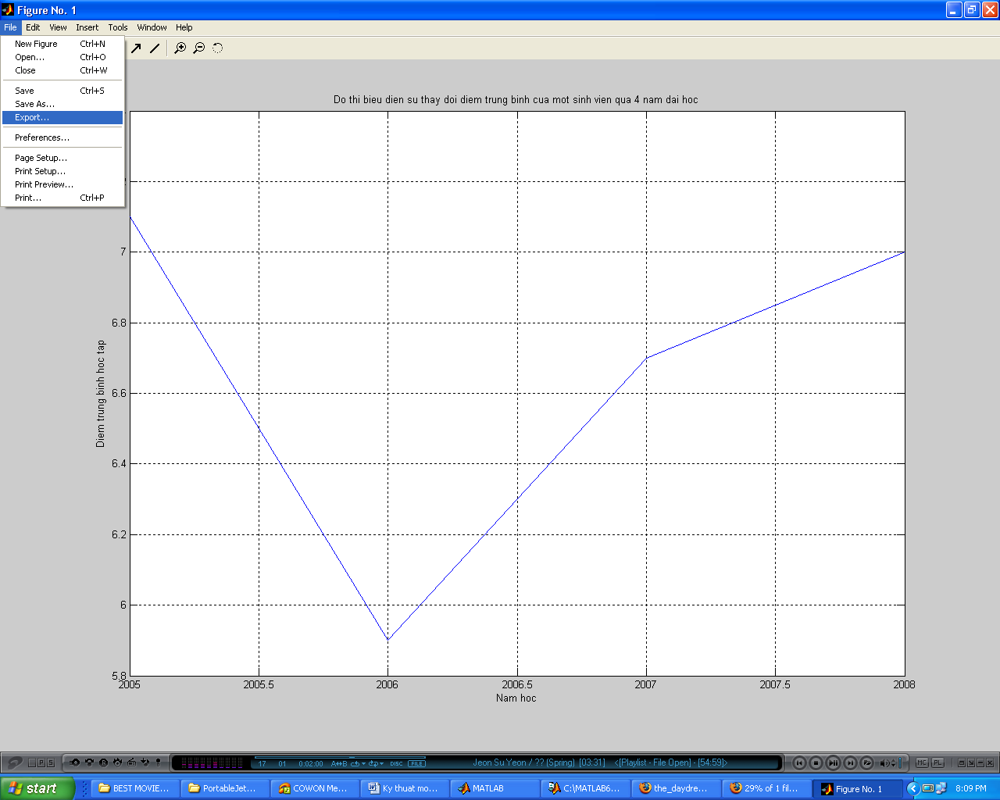 Figure No. 1
File Edit View Insert Tools Window Help
New Figure Ctrl+N
Open... Ctrl+O
Close Ctrl+W
Save Ctrl+S
Save As...
Export...
Preferences...
Page Setup...
Print Setup...
Print Preview...
Print... Ctrl+P
Do thi bieu dien su thay doi diem trung binh cua mot sinh vien qua 4 nam dai hoc
7
6.8
6.6
6.4
6.2
6
5.8
Diem trung binh hoc tap
2005 2005.5 2006 2006.5 2007 2007.5 2008
Nam hoc
P S
R
17 01 0:02:00 A↔B DISC FILE Jeon Su Yeon / ?? (Spring) [03:31] <[Playlist - File Open] - [54:59]> MC PL
start BEST MOVIE... PortableJet... COWON Me... Ky thuat mo... MATLAB C:\MATLAB6... the_daydre... 29% of 1 fil... Figure No. 1 8:09 PM